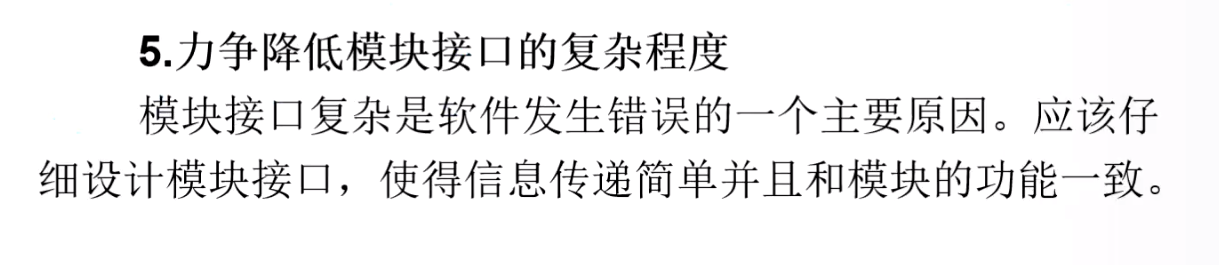 5.力争降低模块接口的复杂程度
模块接口复杂是软件发生错误的一个主要原因。应该仔
细设计模块接口，使得信息传递简单并且和模块的功能一致。